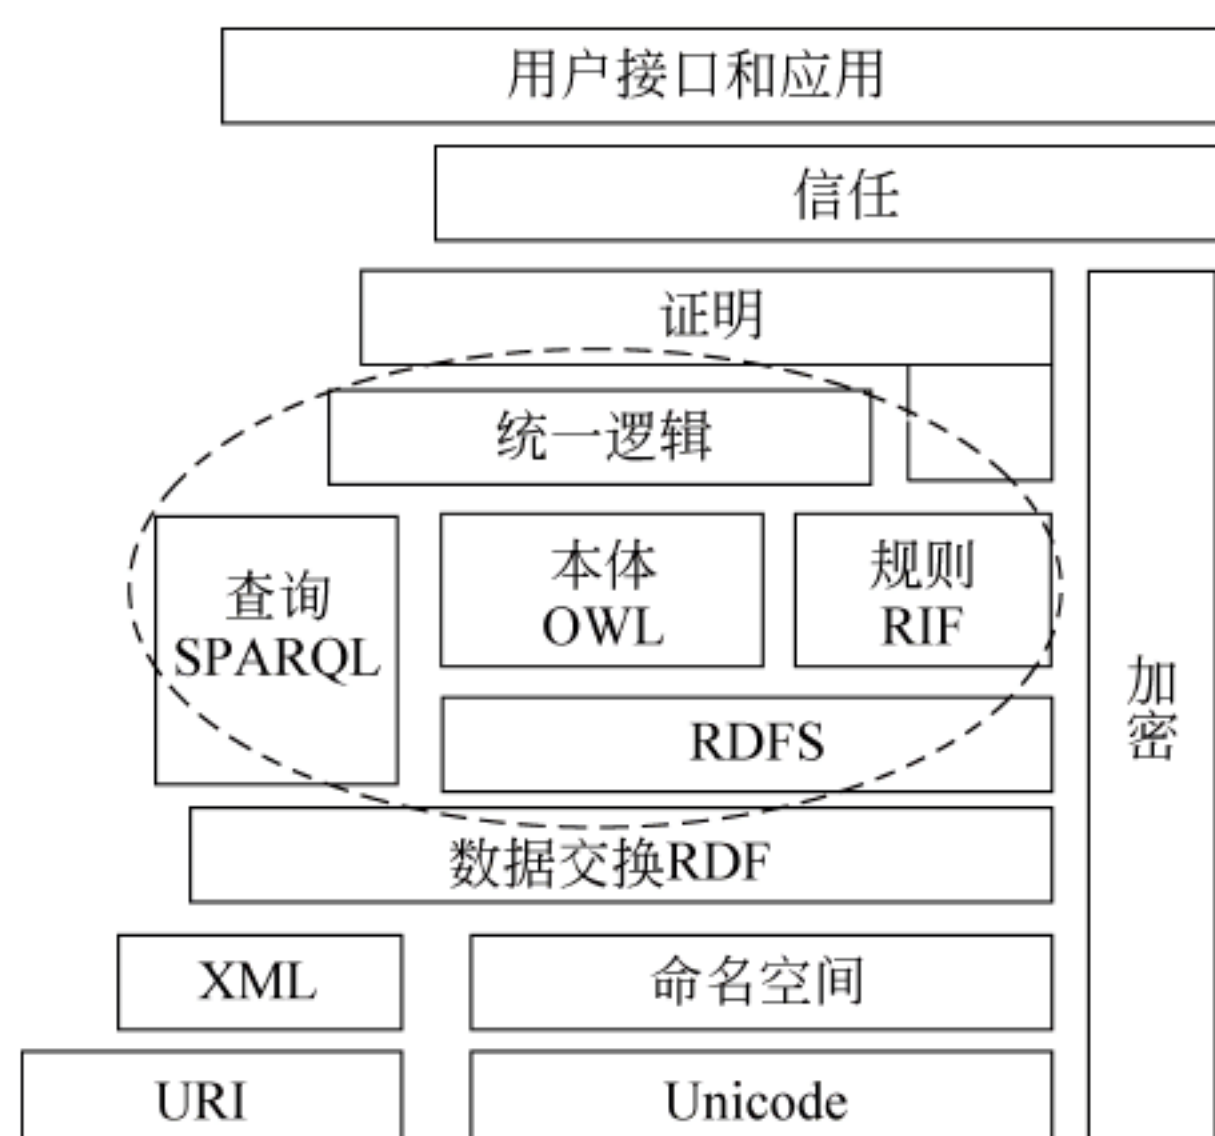 用户接口和应用
信任
证明
统一逻辑
查询
SPARQL
本体
OWL
规则
RIF
RDFS
加
密
数据交换RDF
XML
命名空间
URI
Unicode